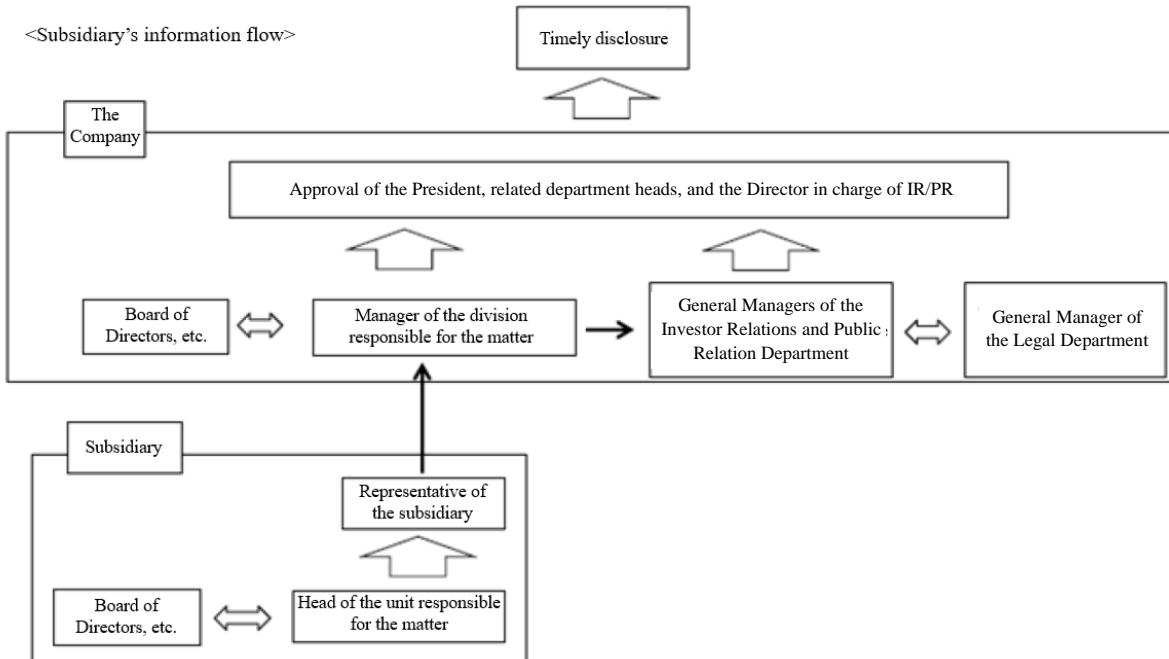 <Subsidiary's information flow>
Timely disclosure
The
Company
Approval of the President, related department heads, and the Director in charge of IR/PR
Board of
Directors, etc.
Manager of the division
responsible for the matter
General Managers of the
Investor Relations and Public
Relation Department
General Manager of
the Legal Department
Subsidiary
Representative of
the subsidiary
Board of
Directors, etc.
Head of the unit responsible
for the matter